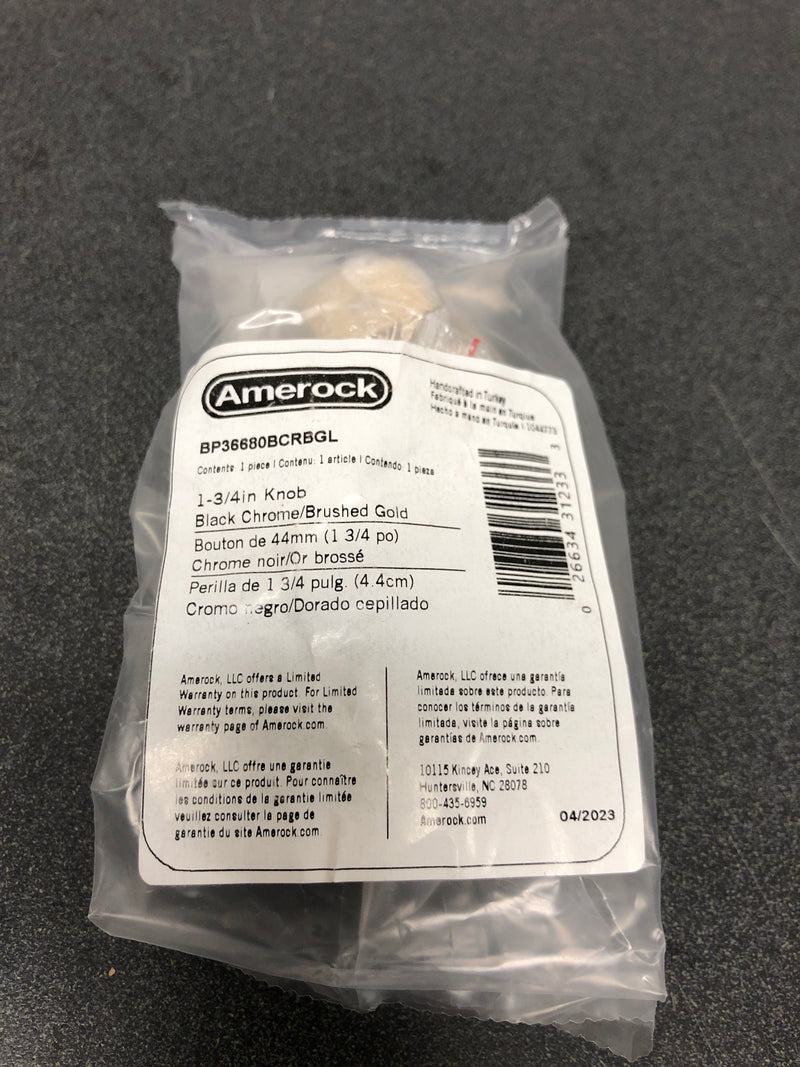 Amerock
Handcrafted in Turkey
Fabriqué à la main en Turquie
Hecho a mano en Turquía | 1044773
BP36680BCRBGL
Contents: 1 piece | Contenu: 1 article | Contenido: 1 pieza
1-3/4in Knob
Black Chrome/Brushed Gold
Bouton de 44mm (1 3/4 po)
Chrome noir/Or brossé
Perilla de 1 3/4 pulg. (4.4cm)
Cromo negro/Dorado cepillado
0 26634 31233 3
Amerock, LLC offers a Limited
Warranty on this product. For Limited
Warranty terms, please visit the
warranty page of Amerock.com.
Amerock, LLC offre une garantie
limitée sur ce produit. Pour connaître
les conditions de la garantie limitée
veuillez consulter la page de
garantie du site Amerock.com
Amerock, LLC ofrece una garantía
limitada sobre este producto. Para
conocer los términos de la garantía
limitada, visite la página sobre
garantías de Amerock.com.
10115 Kincey Ace, Suite 210
Huntersville, NC 28078
800-435-6959
Amerock.com
04/2023